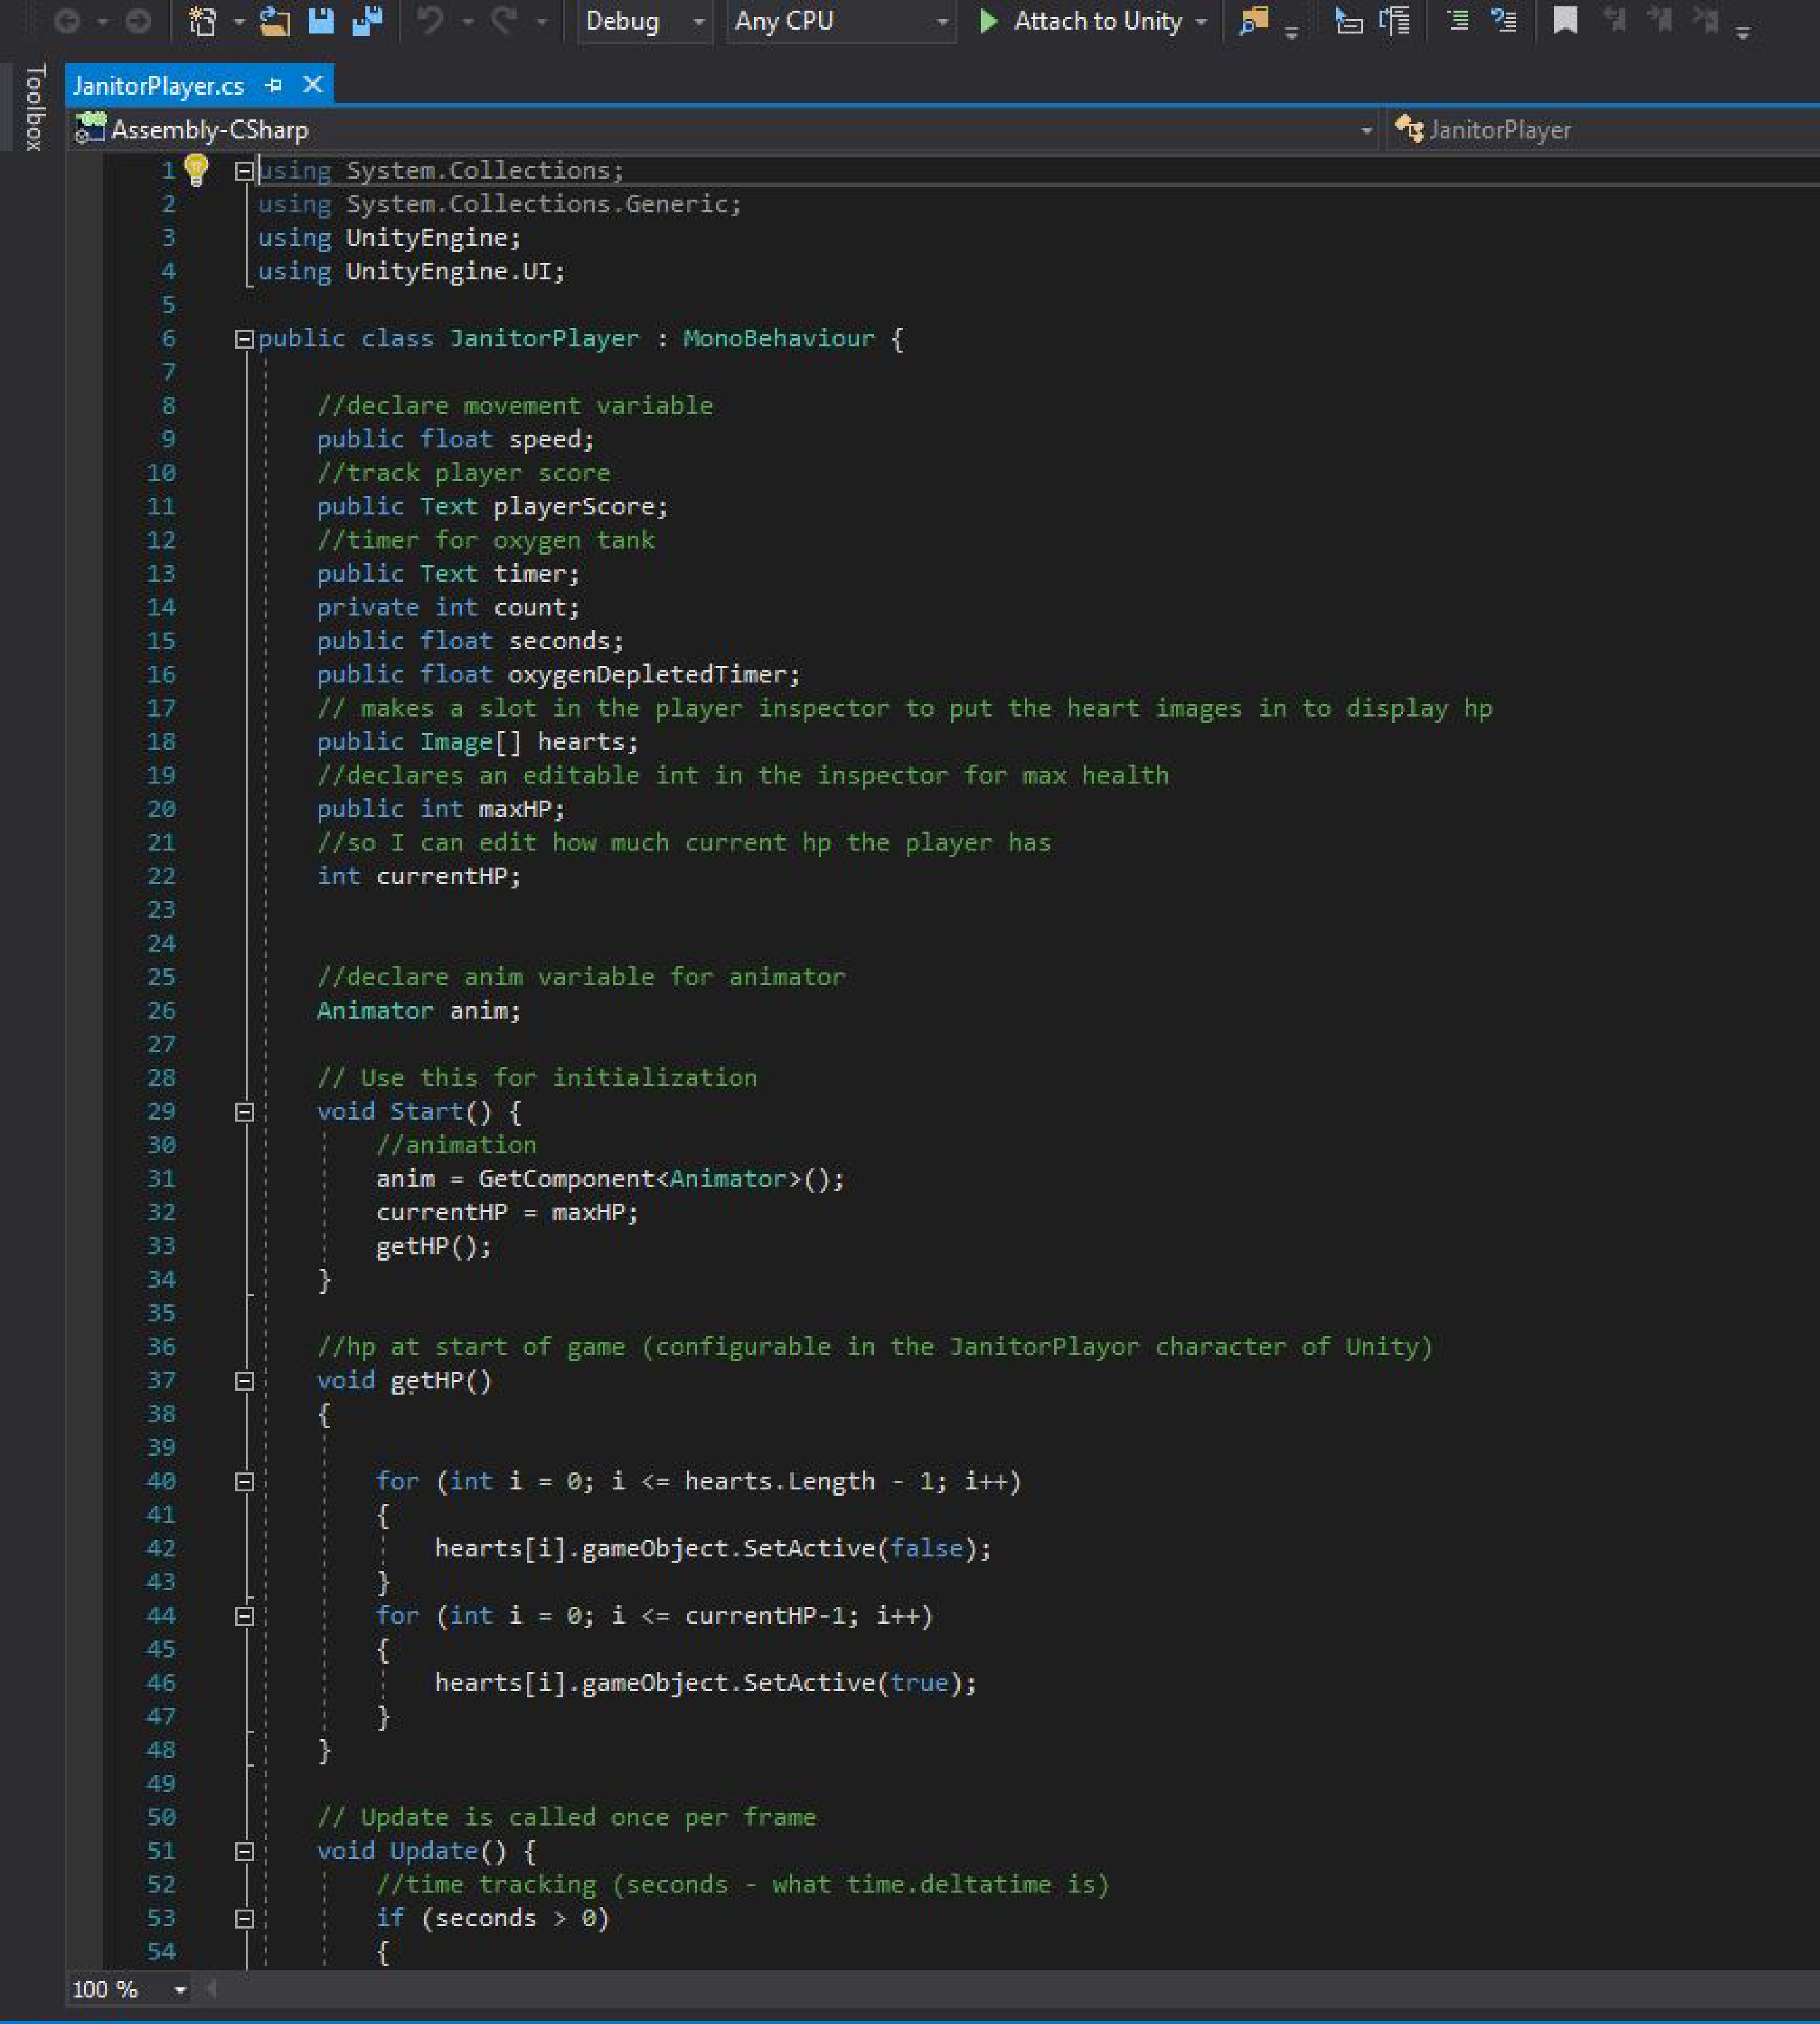 Debug Any CPU Attach to Unity
Toolbox
JanitorPlayer.cs
Assembly-CSharp JanitorPlayer
1 using System.Collections;
2 using System.Collections.Generic;
3 using UnityEngine;
4 using UnityEngine.UI;
5
6 public class JanitorPlayer : MonoBehaviour {
7
8 //declare movement variable
9 public float speed;
10 //track player score
11 public Text playerScore;
12 //timer for oxygen tank
13 public Text timer;
14 private int count;
15 public float seconds;
16 public float oxygenDepletedTimer;
17 // makes a slot in the player inspector to put the heart images in to display hp
18 public Image[] hearts;
19 //declares an editable int in the inspector for max health
20 public int maxHP;
21 //so I can edit how much current hp the player has
22 int currentHP;
23
24
25 //declare anim variable for animator
26 Animator anim;
27
28 // Use this for initialization
29 void Start() {
30 //animation
31 anim = GetComponent<Animator>();
32 currentHP = maxHP;
33 getHP();
34 }
35
36 //hp at start of game (configurable in the JanitorPlayor character of Unity)
37 void getHP()
38 {
39
40 for (int i = 0; i <= hearts.Length - 1; i++)
41 {
42 hearts[i].gameObject.SetActive(false);
43 }
44 for (int i = 0; i <= currentHP-1; i++)
45 {
46 hearts[i].gameObject.SetActive(true);
47 }
48 }
49
50 // Update is called once per frame
51 void Update() {
52 //time tracking (seconds - what time.deltatime is)
53 if (seconds > 0)
54 {
100 %